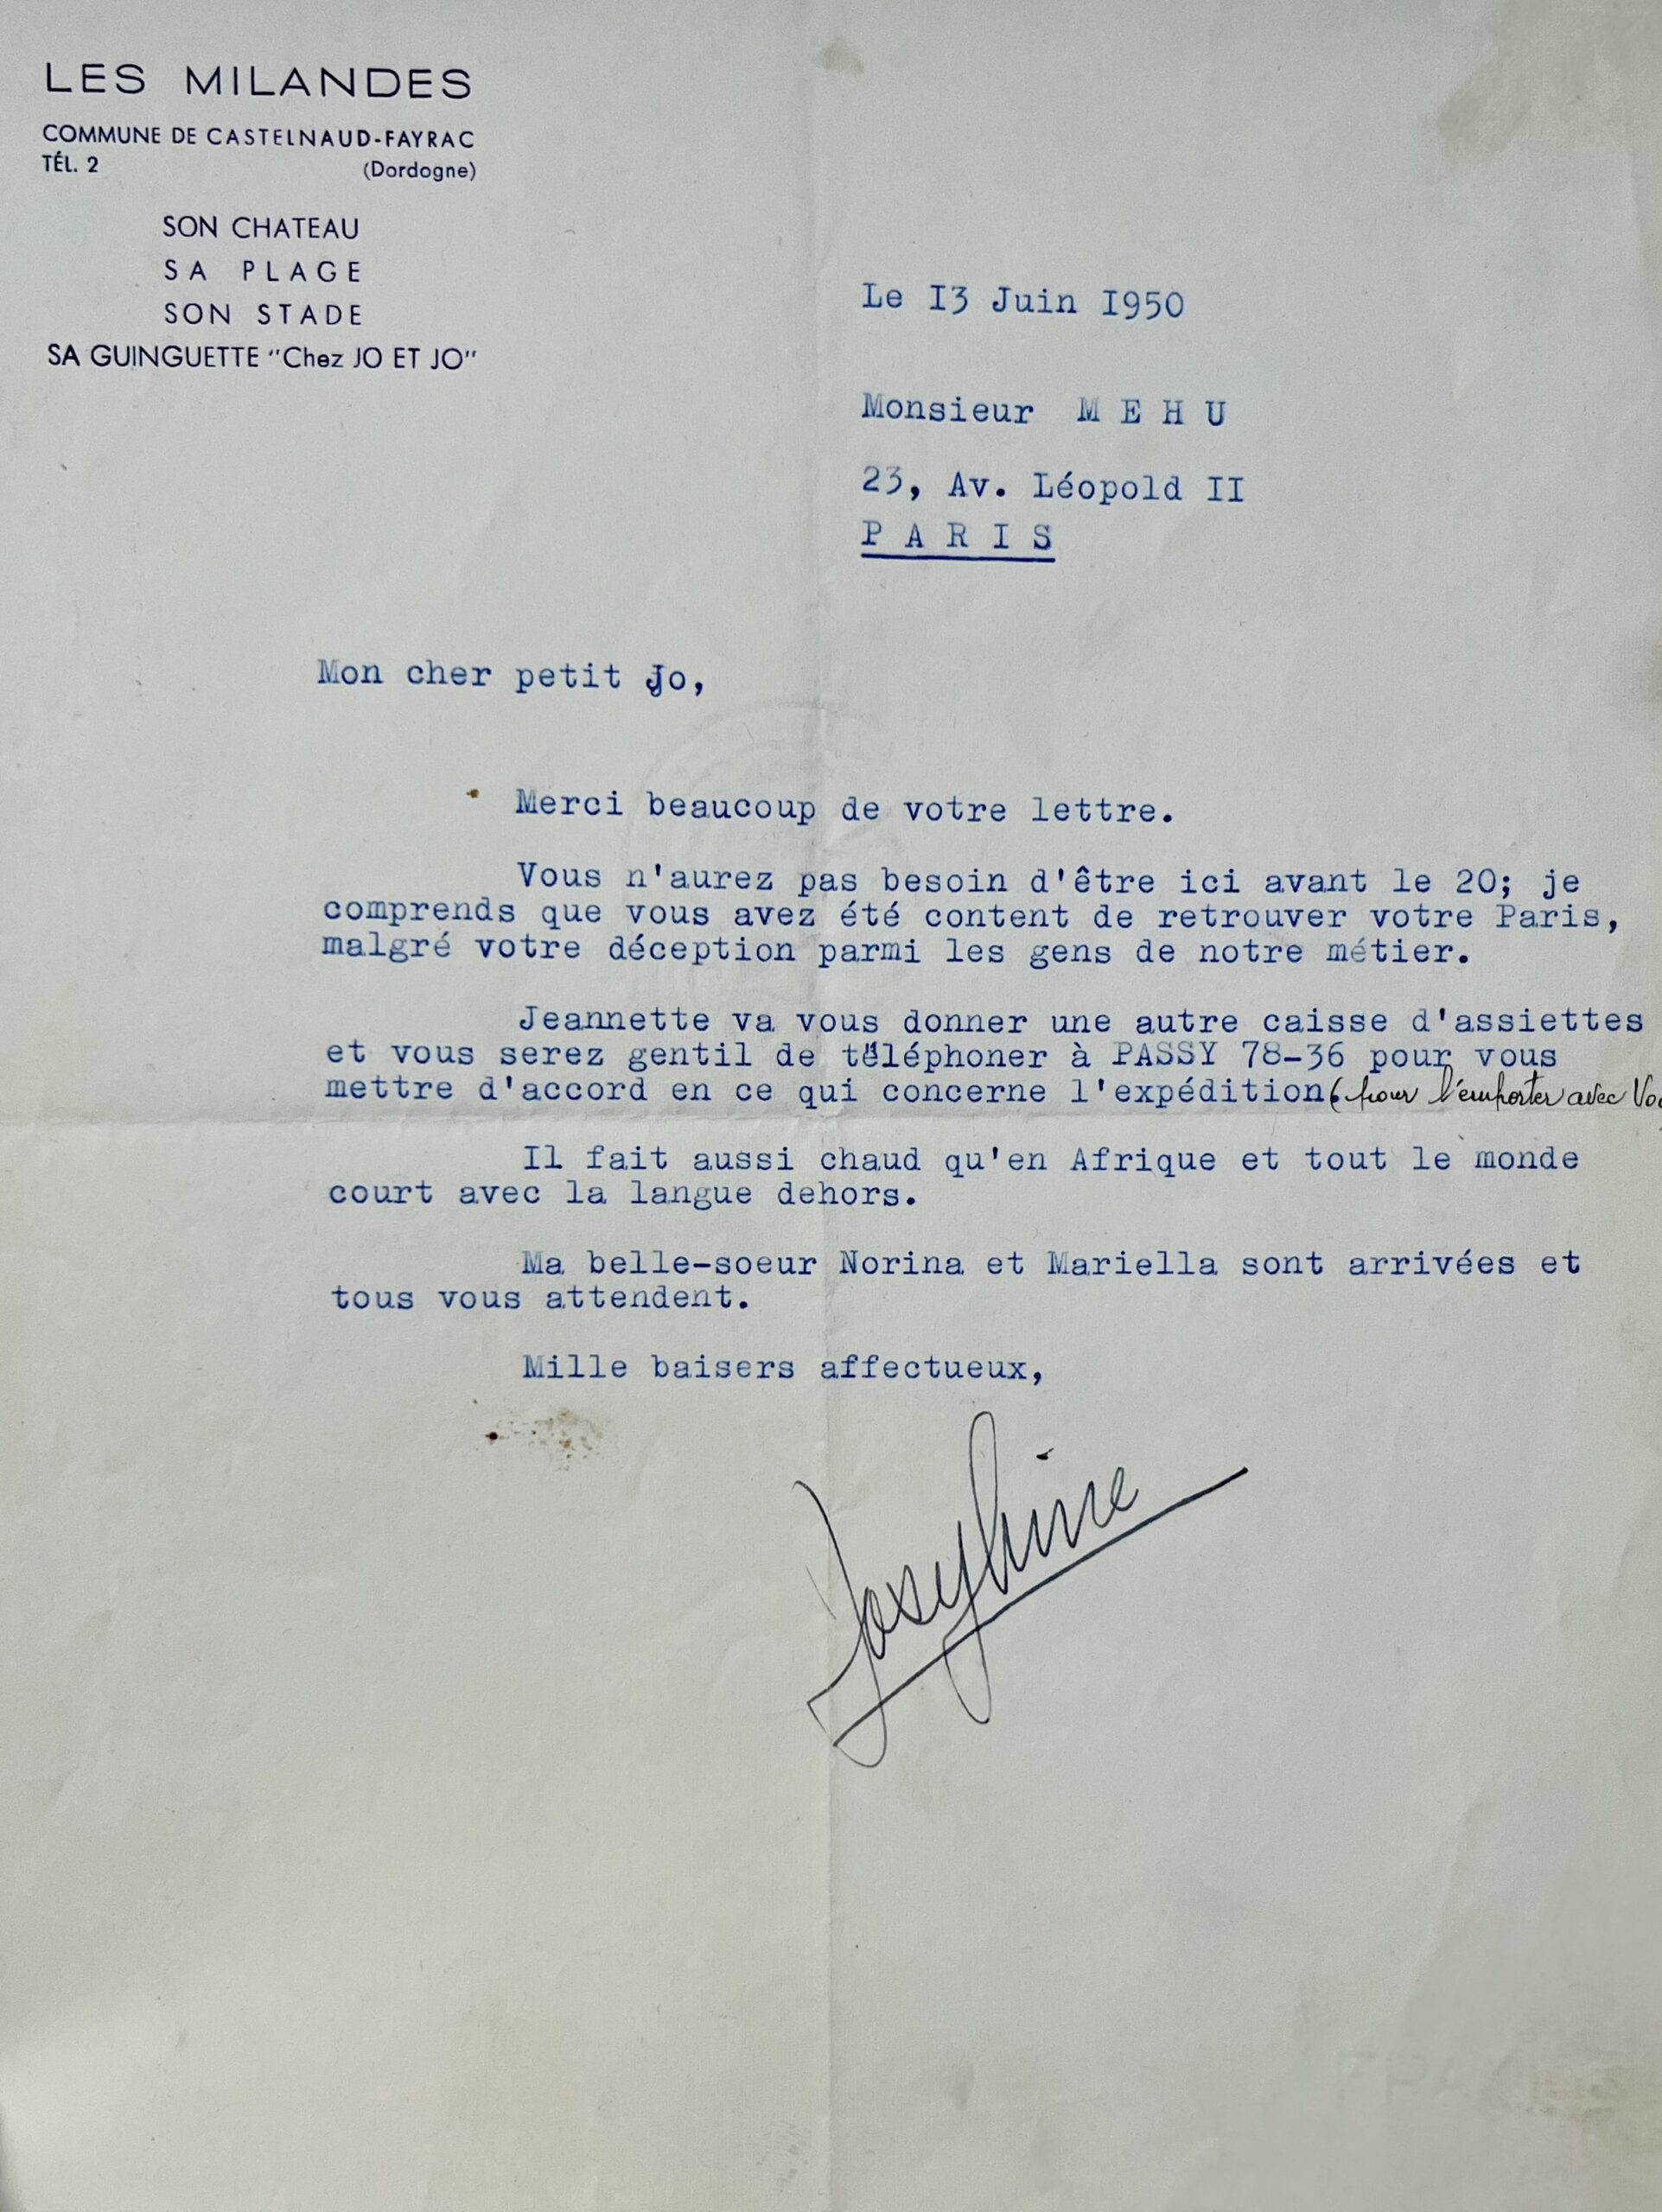 LES MILANDES
COMMUNE DE CASTELNAUD-FAYRAC
TÉL. 2 (Dordogne)
SON CHATEAU
SA PLAGE
SON STADE
SA GUINGUETTE "Chez JO ET JO"
Le I3 Juin I950
Monsieur M E H U
23, Av. Léopold II
P A R I S
Mon cher petit Jo,
Merci beaucoup de votre lettre.
Vous n'aurez pas besoin d'être ici avant le 20; je
comprends que vous avez été content de retrouver votre Paris,
malgré votre déception parmi les gens de notre métier.
Jeannette va vous donner une autre caisse d'assiettes
et vous serez gentil de téléphoner à PASSY 78-36 pour vous
mettre d'accord en ce qui concerne l'expédition. (pour l'emporter avec
Il fait aussi chaud qu'en Afrique et tout le monde
court avec la langue dehors.
Ma belle-soeur Norina et Mariella sont arrivées et
tous vous attendent.
Mille baisers affectueux,
Josephine